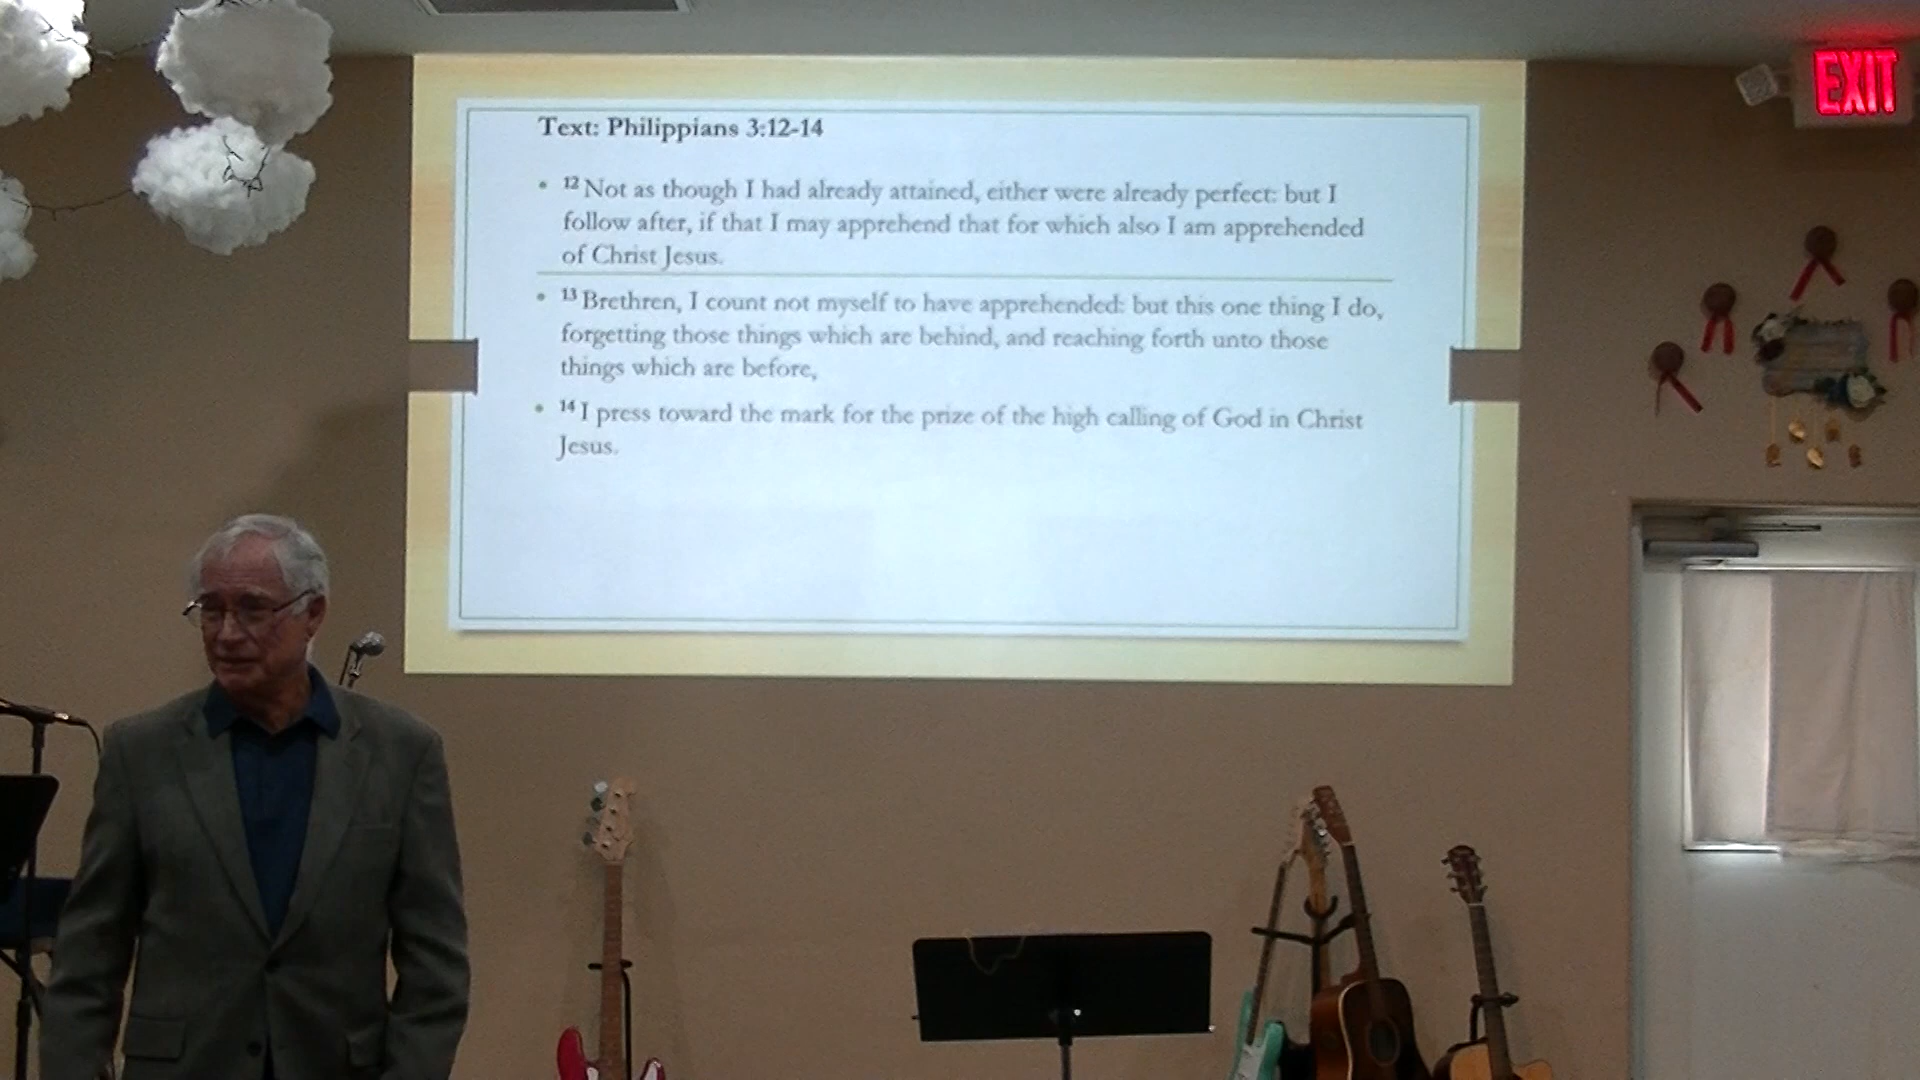 Text: Philippians 3:12-14
• 12 Not as though I had already attained, either were already perfect: but I
follow after, if that I may apprehend that for which also I am apprehended
of Christ Jesus.
• 13 Brethren, I count not myself to have apprehended: but this one thing I do,
forgetting those things which are behind, and reaching forth unto those
things which are before,
• 14 I press toward the mark for the prize of the high calling of God in Christ
Jesus.
EXIT